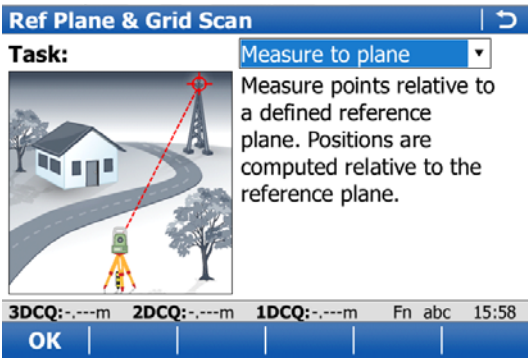 Ref Plane & Grid Scan
Task:
Measure to plane
Measure points relative to
a defined reference
plane. Positions are
computed relative to the
reference plane.
3DCQ:-.---m 2DCQ:-.---m 1DCQ:-.---m Fn abc 15:58
OK